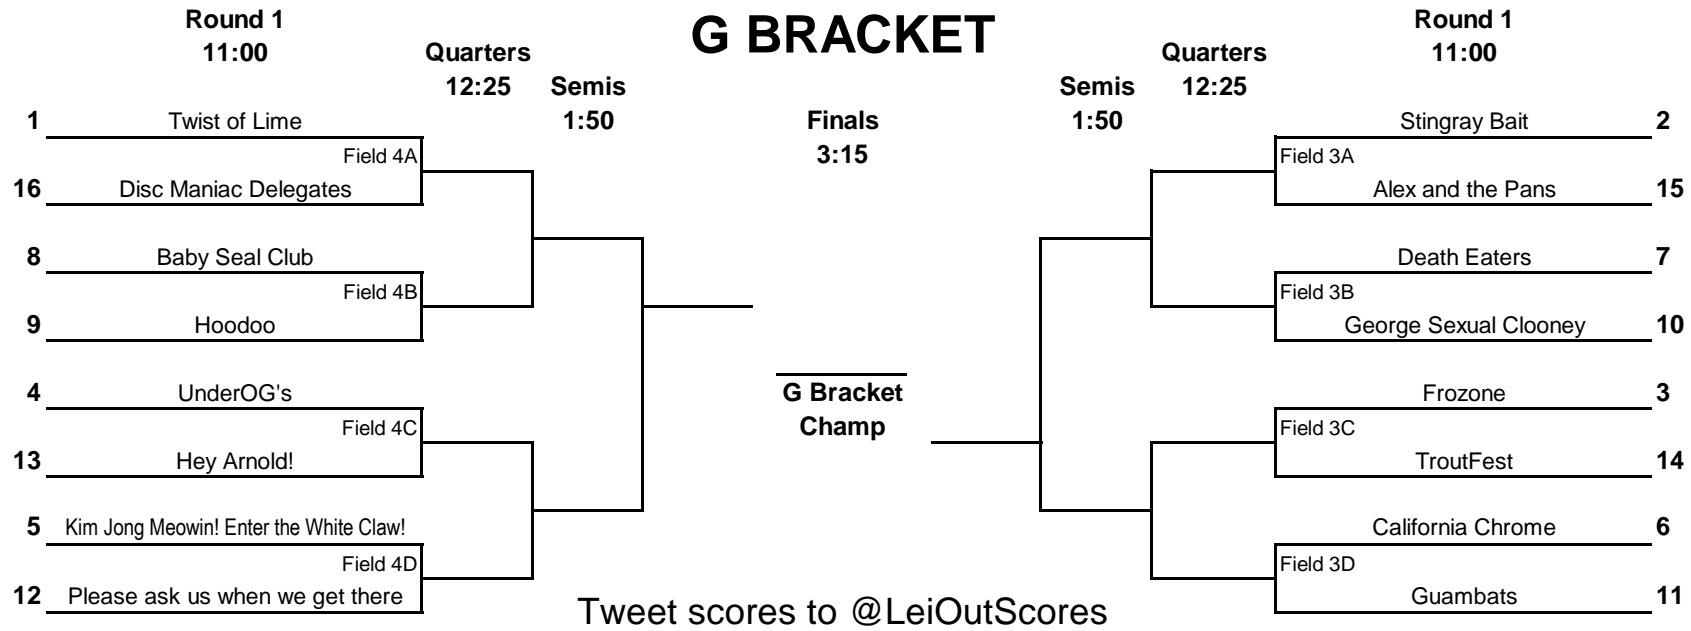 G BRACKET
Round 1
11:00
Quarters
12:25
Semis
1:50
Finals
3:15
Semis
1:50
Quarters
12:25
Round 1
11:00
1 Twist of Lime
Field 4A
16 Disc Maniac Delegates
8 Baby Seal Club
Field 4B
9 Hoodoo
4 UnderOG's
Field 4C
13 Hey Arnold!
5 Kim Jong Meowin! Enter the White Claw!
Field 4D
12 Please ask us when we get there
G Bracket
Champ
Stingray Bait 2
Field 3A
Alex and the Pans 15
Death Eaters 7
Field 3B
George Sexual Clooney 10
Frozone 3
Field 3C
TroutFest 14
California Chrome 6
Field 3D
Guambats 11
Tweet scores to @LeiOutScores